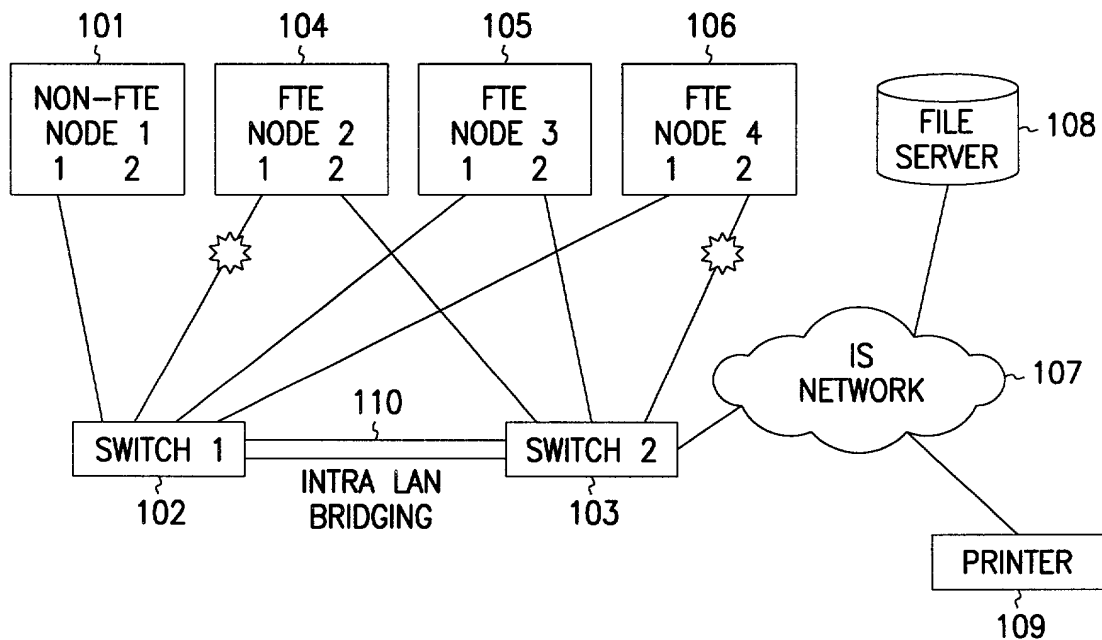 101
104
105
106
NON-FTE
NODE 1
1 2
FTE
NODE 2
1 2
FTE
NODE 3
1 2
FTE
NODE 4
1 2
FILE
SERVER
108
IS
NETWORK
107
110
SWITCH 1
SWITCH 2
INTRA LAN
BRIDGING
102
103
PRINTER
109